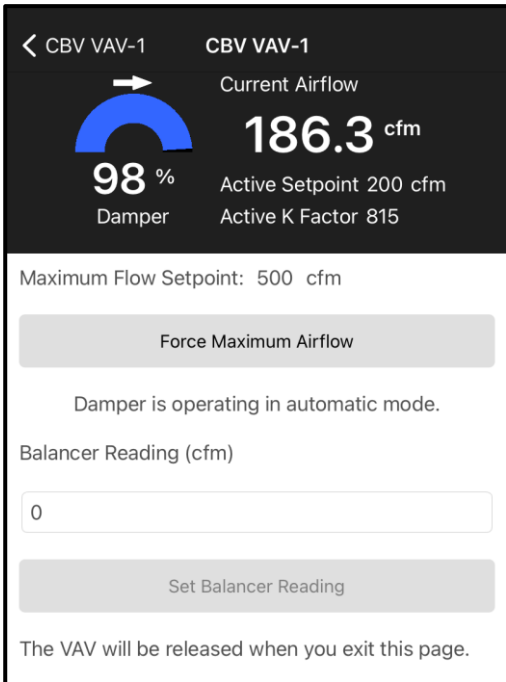 CBV VAV-1
CBV VAV-1
Current Airflow
186.3 cfm
98 %
Damper
Active Setpoint 200 cfm
Active K Factor 815
Maximum Flow Setpoint: 500 cfm
Force Maximum Airflow
Damper is operating in automatic mode.
Balancer Reading (cfm)
0
Set Balancer Reading
The VAV will be released when you exit this page.